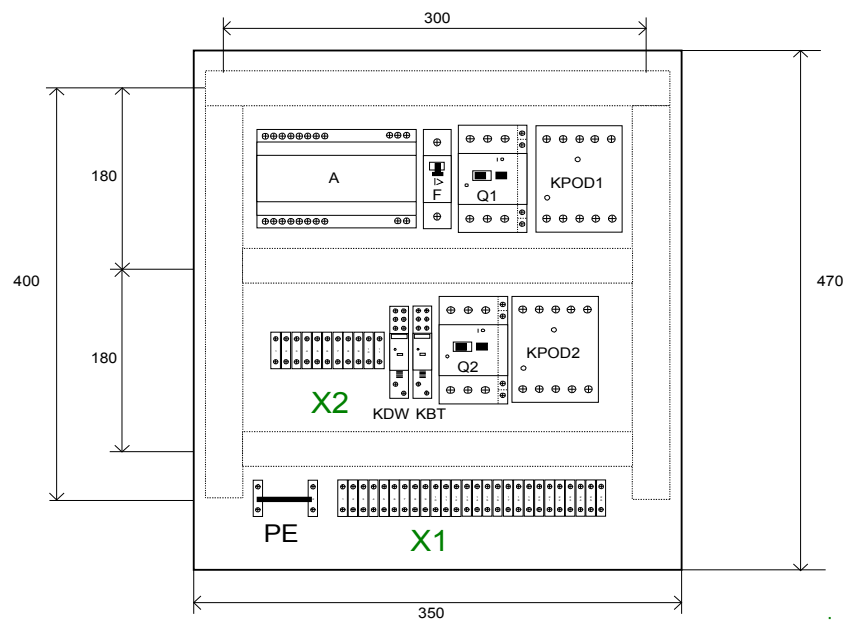 300
180
A
F
Q1
KPOD1
400
470
180
Q2
KPOD2
X2
KDW KBT
PE
X1
350